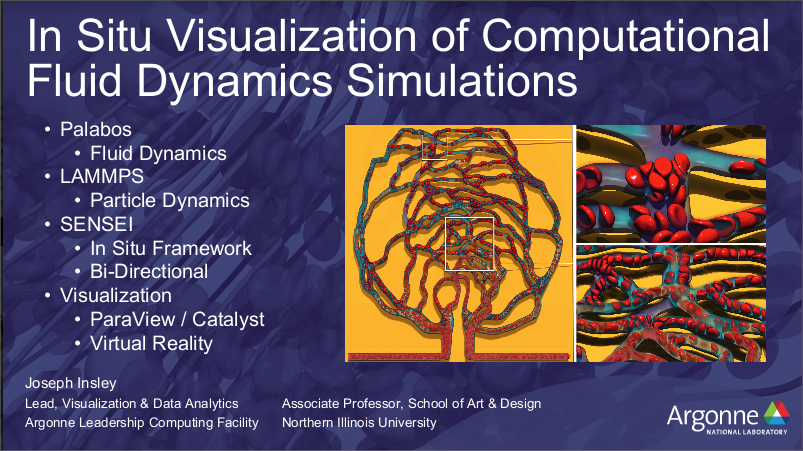 In Situ Visualization of Computational
Fluid Dynamics Simulations
• Palabos
• Fluid Dynamics
• LAMMPS
• Particle Dynamics
• SENSEI
• In Situ Framework
• Bi-Directional
• Visualization
• ParaView / Catalyst
• Virtual Reality
Joseph Insley
Lead, Visualization & Data Analytics
Argonne Leadership Computing Facility
Associate Professor, School of Art & Design
Northern Illinois University
Argonne
NATIONAL LABORATORY